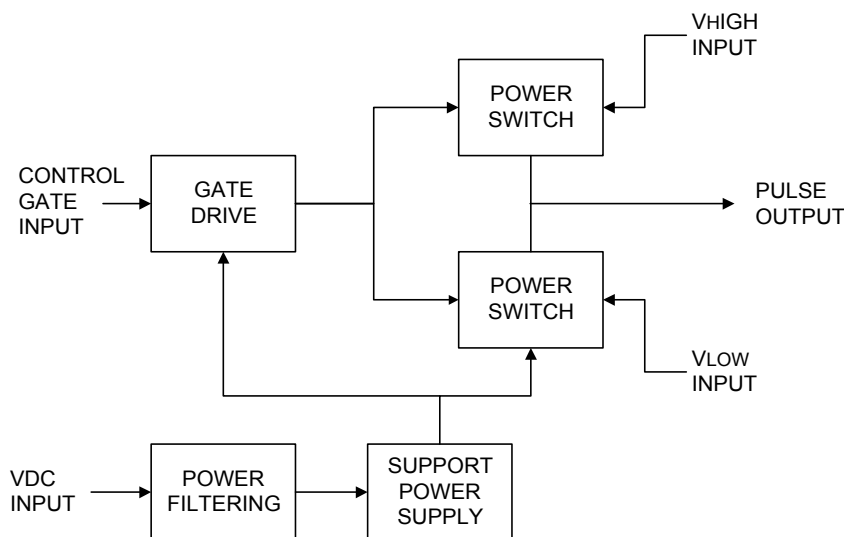 VHIGH
INPUT
POWER
SWITCH
CONTROL
GATE
INPUT
GATE
DRIVE
PULSE
OUTPUT
POWER
SWITCH
VLOW
INPUT
VDC
INPUT
POWER
FILTERING
SUPPORT
POWER
SUPPLY